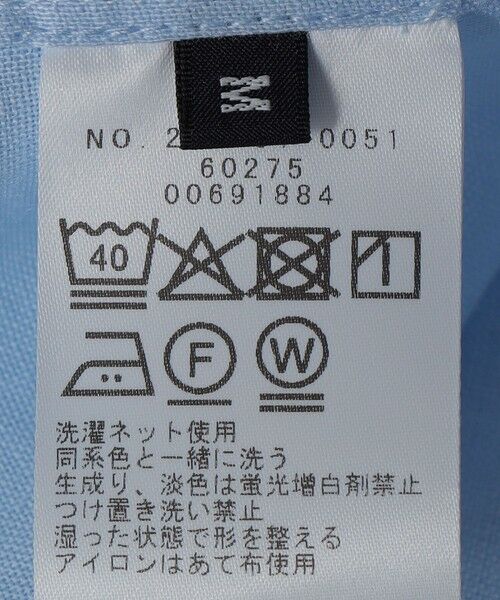 M
NO. 2 0051
60275
00691884
40
F
W
洗濯ネット使用
同系色と一緒に洗う
生成り、淡色は蛍光増白剤禁止
つけ置き洗い禁止
湿った状態で形を整える
アイロンはあて布使用